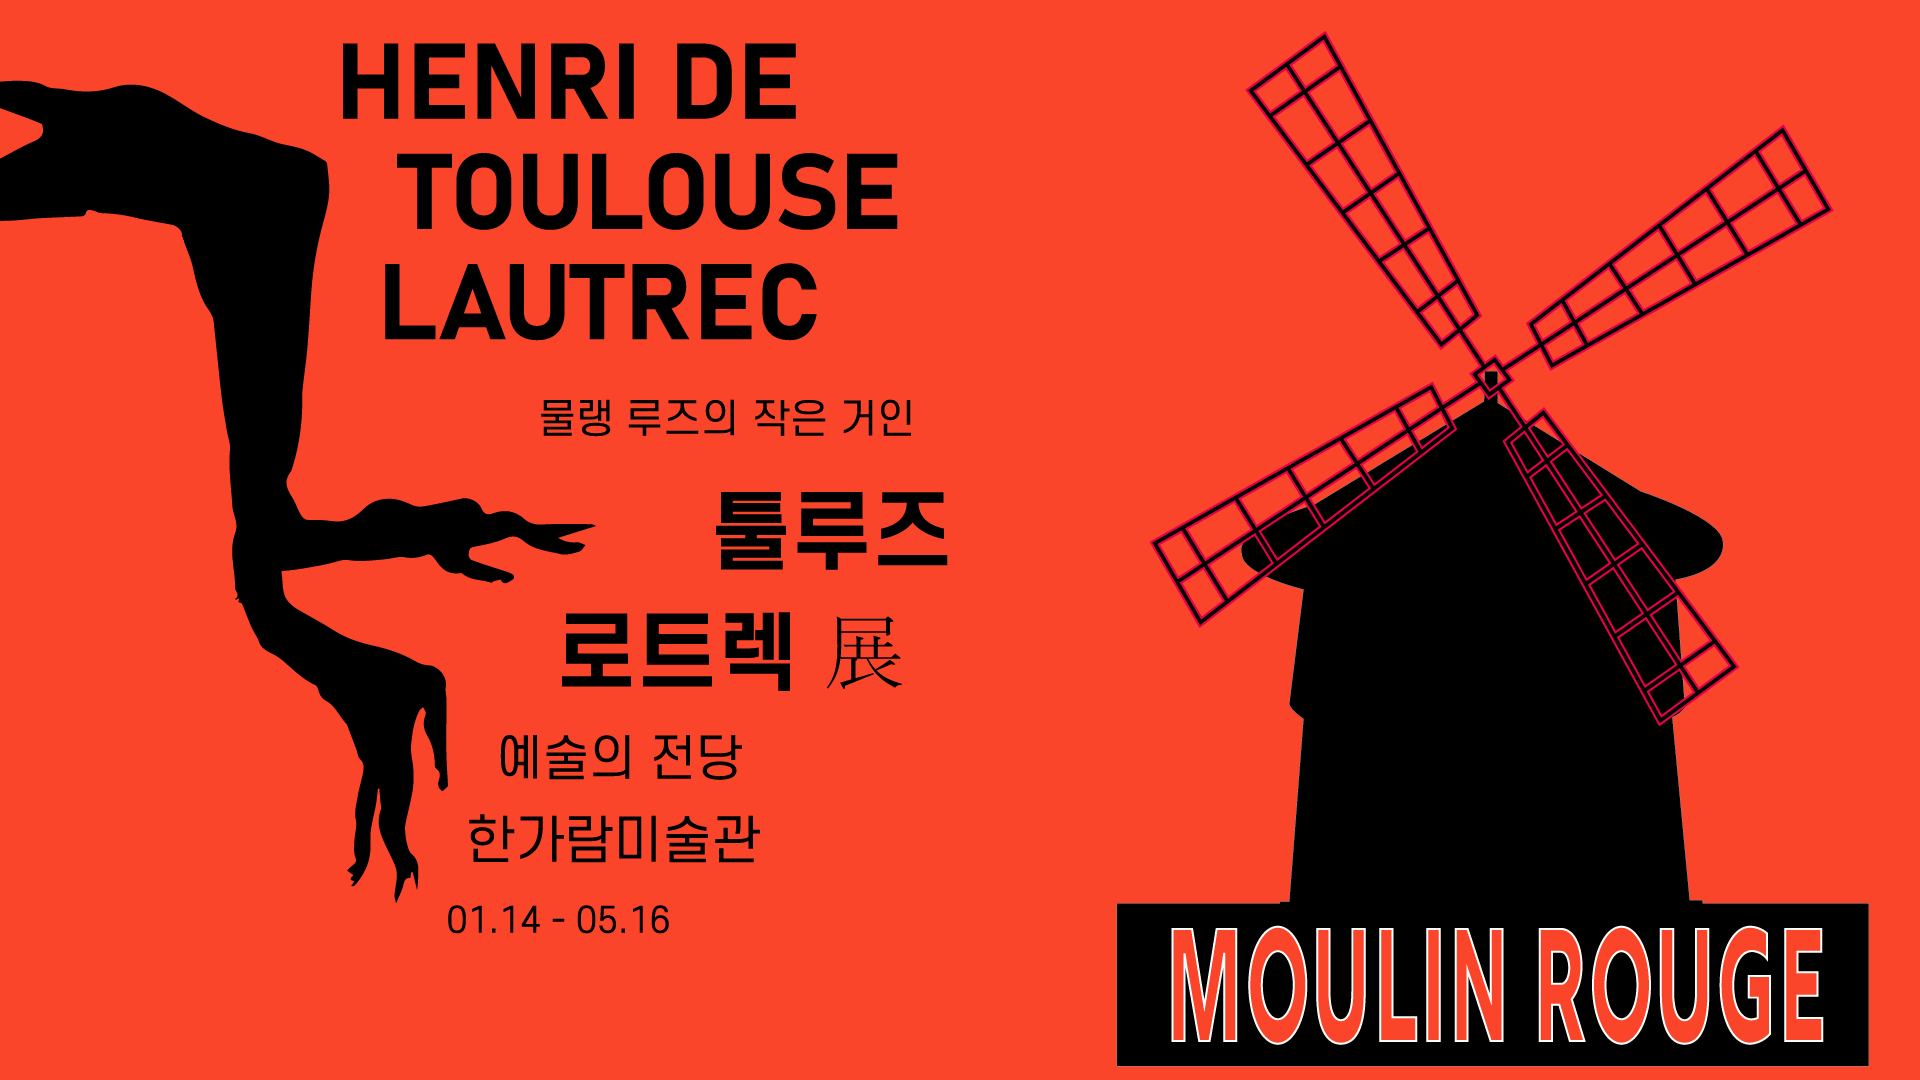 HENRI DE
TOULOUSE
LAUTREC
물랭 루즈의 작은 거인
툴루즈
로트렉 展
예술의 전당
한가람미술관
01.14 - 05.16
MOULIN ROUGE